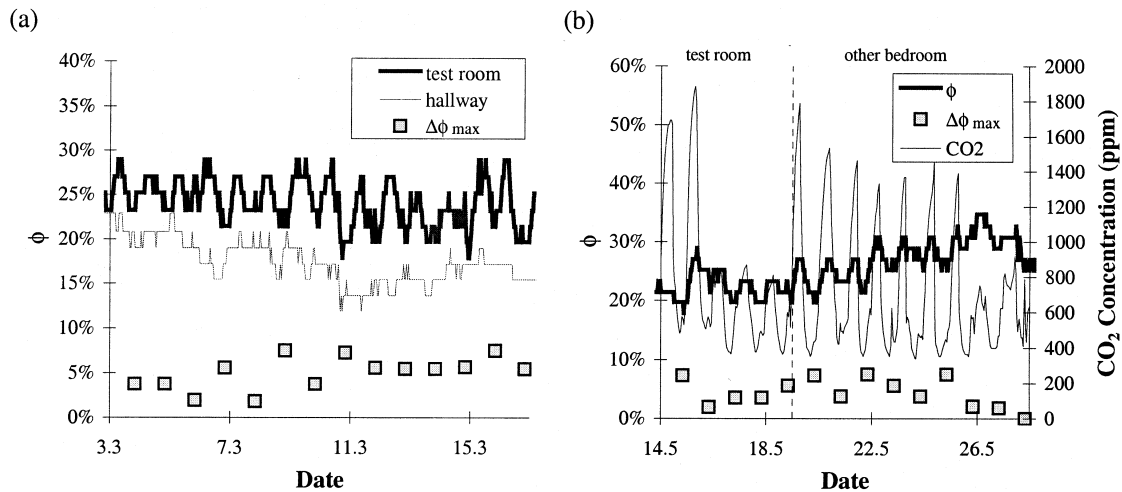 (a)
40%
35%
30%
25%
20%
15%
10%
5%
0%
ϕ
test room
hallway
Δϕ max
3.3
7.3
11.3
15.3
Date
(b)
test room
other bedroom
60%
50%
40%
30%
20%
10%
0%
ϕ
ϕ
Δϕ max
CO2
2000
1800
1600
1400
1200
1000
800
600
400
200
0
CO₂ Concentration (ppm)
14.5
18.5
22.5
26.5
Date